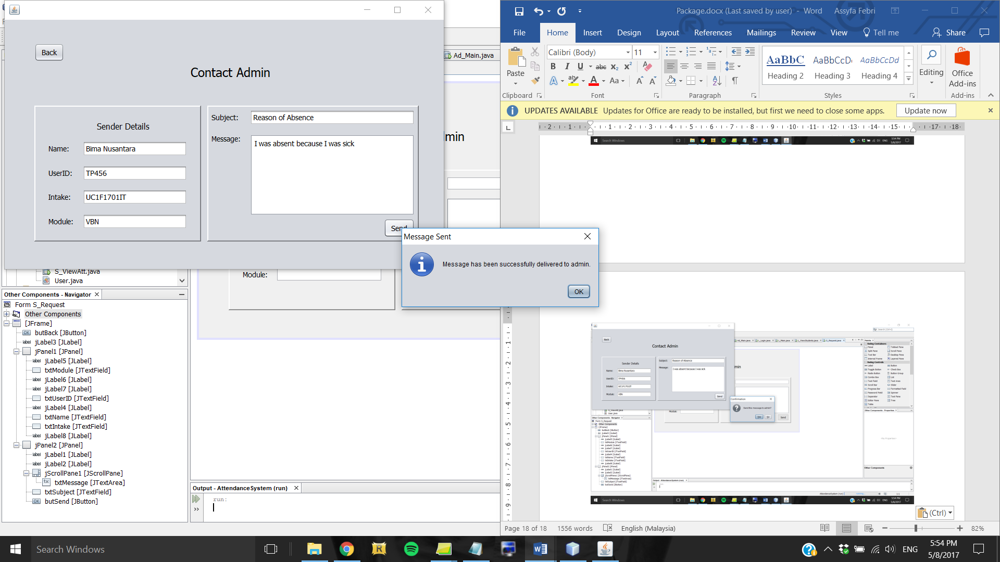 Back
Contact Admin
Sender Details
Name: Bima Nusantara
UserID: TP456
Intake: UC1F1701IT
Module: VBN
Subject: Reason of Absence
Message: I was absent because I was sick
Send
Message Sent
Message has been successfully delivered to admin.
OK
Ad_Main.java
Module:
S_ViewAtt.java
User.java
Other Components - Navigator
Form S_Request
Other Components
[JFrame]
butBack [JButton]
jLabel3 [JLabel]
jPanel1 [JPanel]
jLabel5 [JLabel]
txtModule [JTextField]
jLabel6 [JLabel]
jLabel7 [JLabel]
txtUserID [JTextField]
jLabel4 [JLabel]
txtName [JTextField]
txtIntake [JTextField]
jLabel8 [JLabel]
jPanel2 [JPanel]
jLabel1 [JLabel]
jLabel2 [JLabel]
jScrollPane1 [JScrollPane]
txtMessage [JTextArea]
txtSubject [JTextField]
butSend [JButton]
Output - AttendanceSystem (run)
run:
Package.docx (Last saved by user) - Word
Assyfa Febri
File Home Insert Design Layout References Mailings Review View Tell me Share
Paste
Calibri (Body) 11
AaBbC AaBbCcD AaBbCcDd
Heading 2 Heading 3 Heading 4
Editing
Office Add-ins
Clipboard Font Paragraph Styles Add-ins
UPDATES AVAILABLE Updates for Office are ready to be installed, but first we need to close some apps. Update now
Search Windows
5:54 PM
5/8/2017
Back
Contact Admin
Sender Details
Name: Bima Nusantara
UserID: TP456
Intake: UC1F1701IT
Module: VBN
Subject: Reason of Absence
Message: I was absent because I was sick
Send
Confirmation
Send this message to admin?
(Ctrl)
Page 18 of 18 1556 words English (Malaysia) 82%
Search Windows
ENG
5:54 PM
5/8/2017